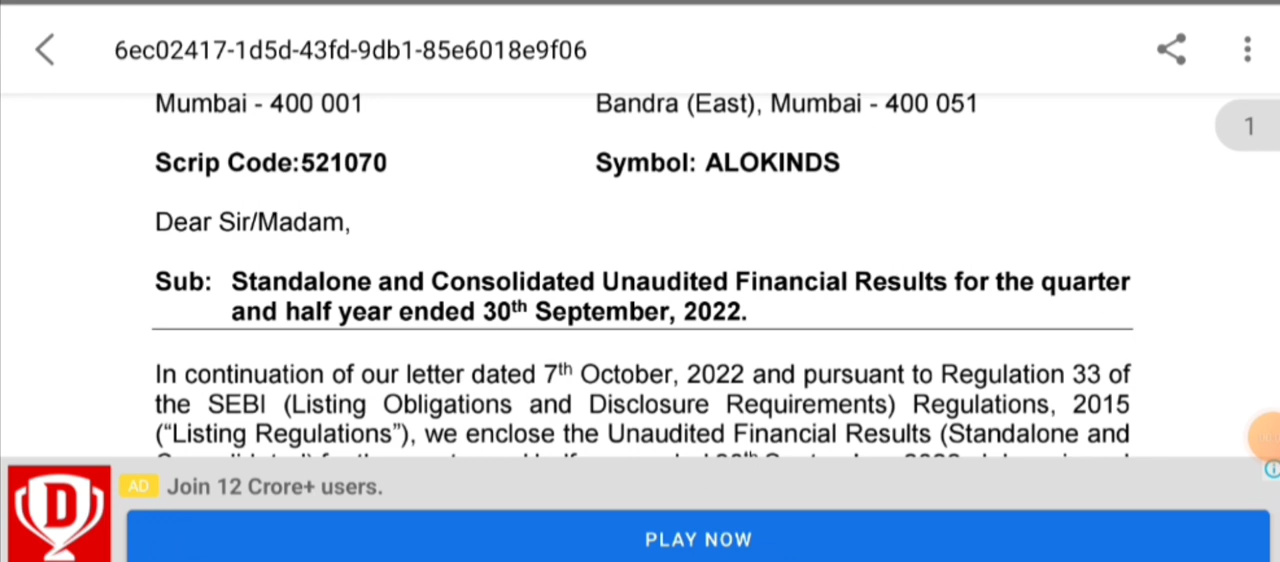 6ec02417-1d5d-43fd-9db1-85e6018e9f06
Mumbai - 400 001 Bandra (East), Mumbai - 400 051
1
Scrip Code:521070 Symbol: ALOKINDS
Dear Sir/Madam,
Sub: Standalone and Consolidated Unaudited Financial Results for the quarter
and half year ended 30th September, 2022.
In continuation of our letter dated 7th October, 2022 and pursuant to Regulation 33 of
the SEBI (Listing Obligations and Disclosure Requirements) Regulations, 2015
(“Listing Regulations”), we enclose the Unaudited Financial Results (Standalone and
D
AD Join 12 Crore+ users.
PLAY NOW